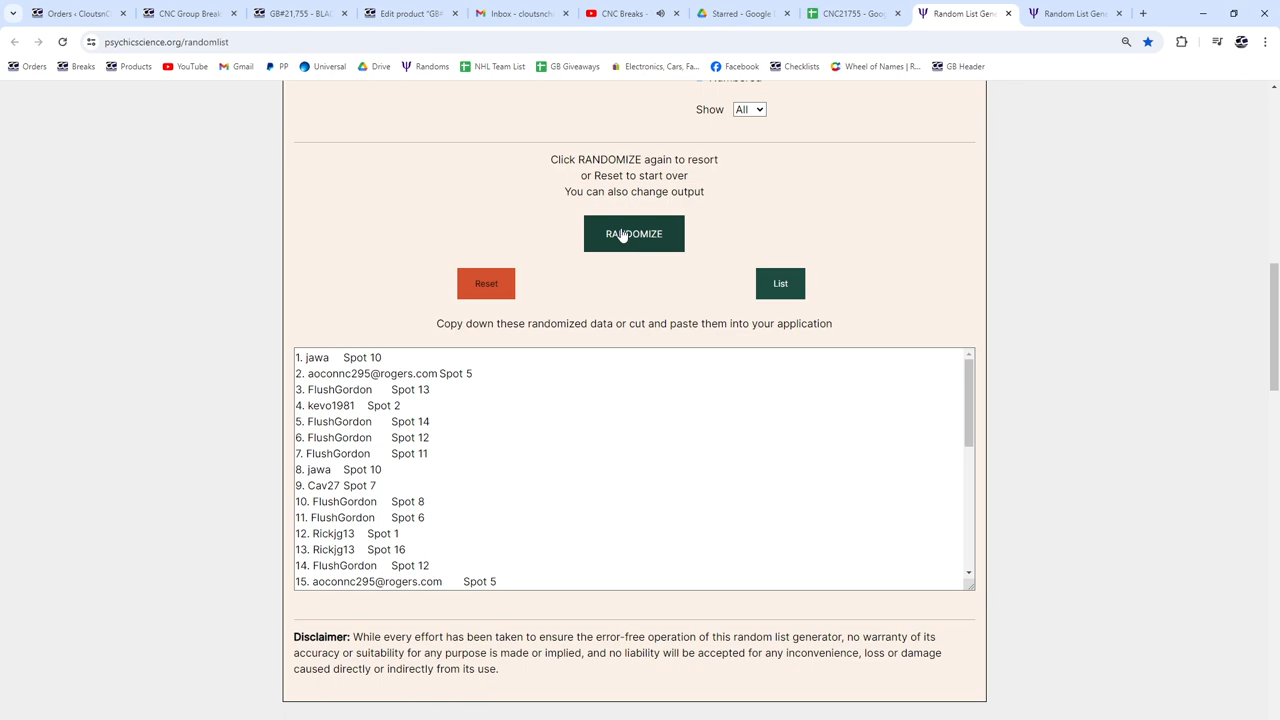 Orders ‹ CloutsnC
CNC Group Break
GB#21,755 - BLA
Edit product "GB#
Inbox - cloutsnch
CNC Breaks -
Starred - Google
CNC21755 - Goo
Random List Gene
Random List Gene
psychicscience.org/randomlist
Orders
Breaks
Products
YouTube
Gmail
PP
Universal
Drive
Randoms
NHL Team List
GB Giveaways
Electronics, Cars, Fa...
Facebook
Checklists
Wheel of Names | R...
GB Header
Show All
Click RANDOMIZE again to resort
or Reset to start over
You can also change output
RANDOMIZE
Reset
List
Copy down these randomized data or cut and paste them into your application
1. jawa Spot 10
2. aoconnc295@rogers.com Spot 5
3. FlushGordon Spot 13
4. kevo1981 Spot 2
5. FlushGordon Spot 14
6. FlushGordon Spot 12
7. FlushGordon Spot 11
8. jawa Spot 10
9. Cav27 Spot 7
10. FlushGordon Spot 8
11. FlushGordon Spot 6
12. Rickjg13 Spot 1
13. Rickjg13 Spot 16
14. FlushGordon Spot 12
15. aoconnc295@rogers.com Spot 5
Disclaimer: While every effort has been taken to ensure the error-free operation of this random list generator, no warranty of its
accuracy or suitability for any purpose is made or implied, and no liability will be accepted for any inconvenience, loss or damage
caused directly or indirectly from its use.